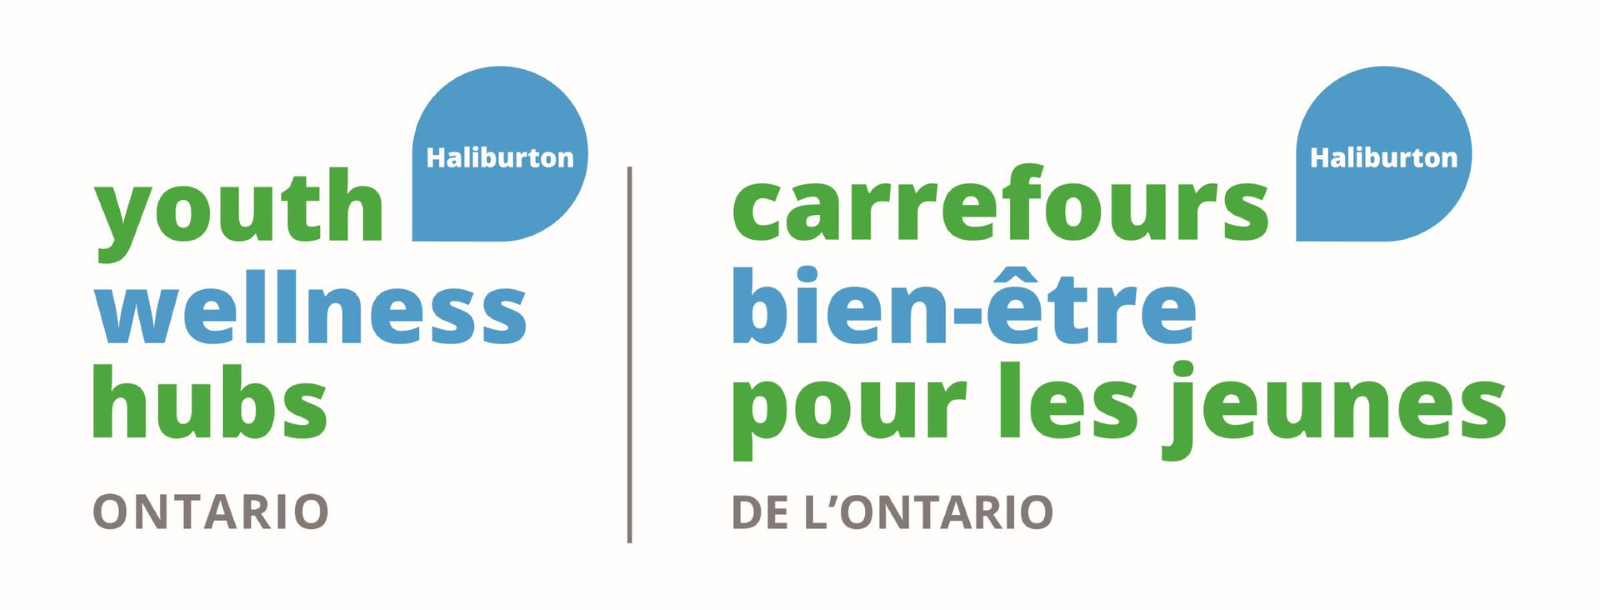 Haliburton
youth
wellness
hubs
ONTARIO
Haliburton
carrefours
bien-être
pour les jeunes
DE L’ONTARIO